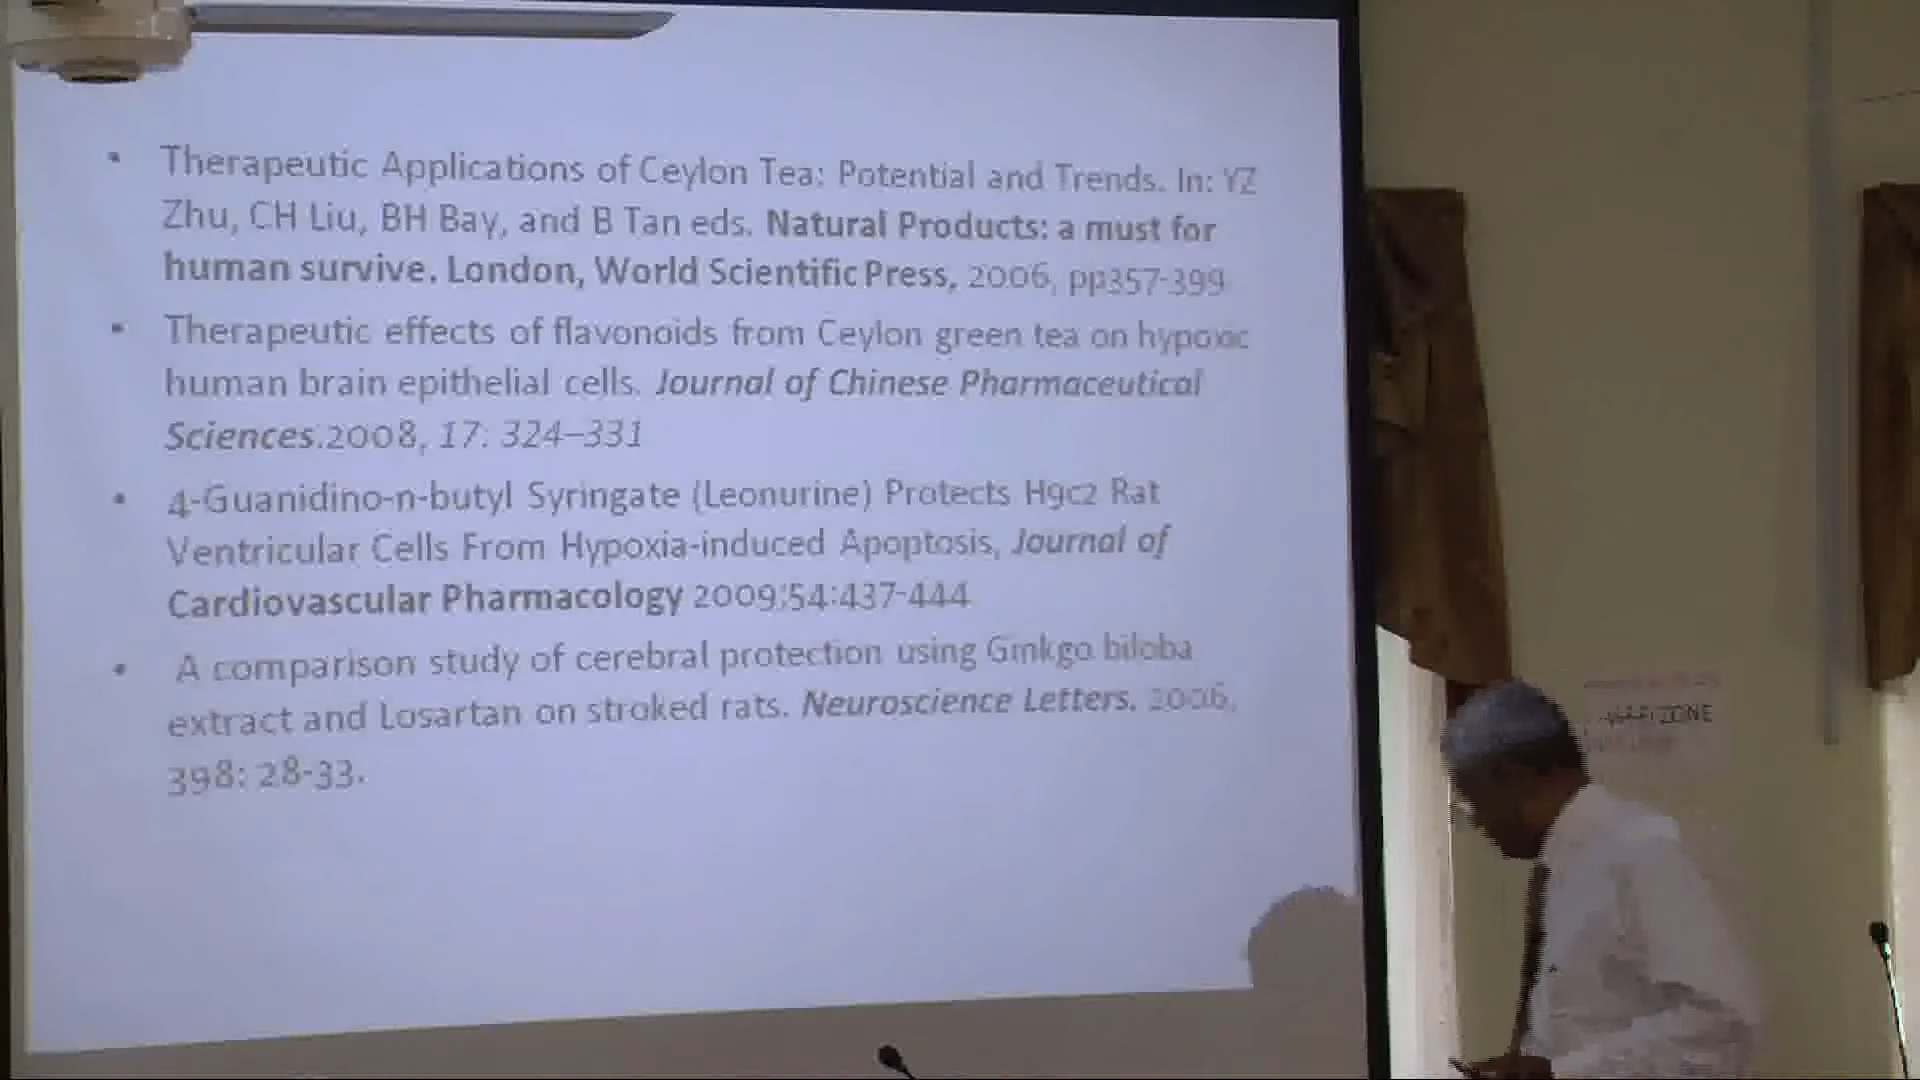 • Therapeutic Applications of Ceylon Tea: Potential and Trends. In: YZ
Zhu, CH Liu, BH Bay, and B Tan eds. Natural Products: a must for
human survive. London, World Scientific Press, 2006, pp357-399
• Therapeutic effects of flavonoids from Ceylon green tea on hypoxic
human brain epithelial cells. Journal of Chinese Pharmaceutical
Sciences.2008, 17: 324–331
• 4-Guanidino-n-butyl Syringate (Leonurine) Protects H9c2 Rat
Ventricular Cells From Hypoxia-induced Apoptosis, Journal of
Cardiovascular Pharmacology 2009;54:437-444
• A comparison study of cerebral protection using Ginkgo biloba
extract and Losartan on stroked rats. Neuroscience Letters. 2006,
398: 28-33.
ZONE